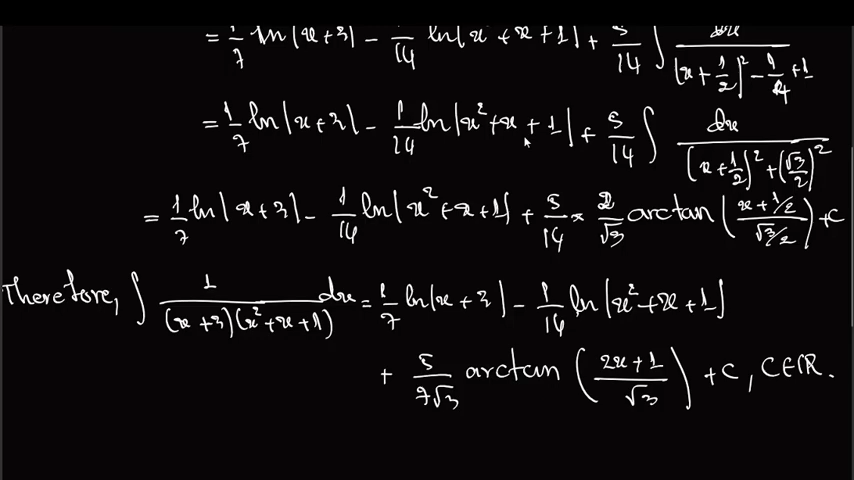 = 1/7 ln|x+3| - 1/14 ln|x + x + 1| + 5/14 ∫ dx/((x+1/2)² - 1/4 + 1
= 1/7 ln|x+3| - 1/14 ln|x²+x+1| + 5/14 ∫ dx/((x+1/2)² + (√3/2)²
= 1/7 ln|x+3| - 1/14 ln|x²+x+1| + 5/14 × 2/√3 arctan((x+1/2)/(√3/2)) + C
Therefore, ∫ 1/((x+3)(x²+x+1)) dx = 1/7 ln|x+3| - 1/14 ln|x²+x+1|
+ 5/(7√3) arctan((2x+1)/√3) + C, C∈ℝ.